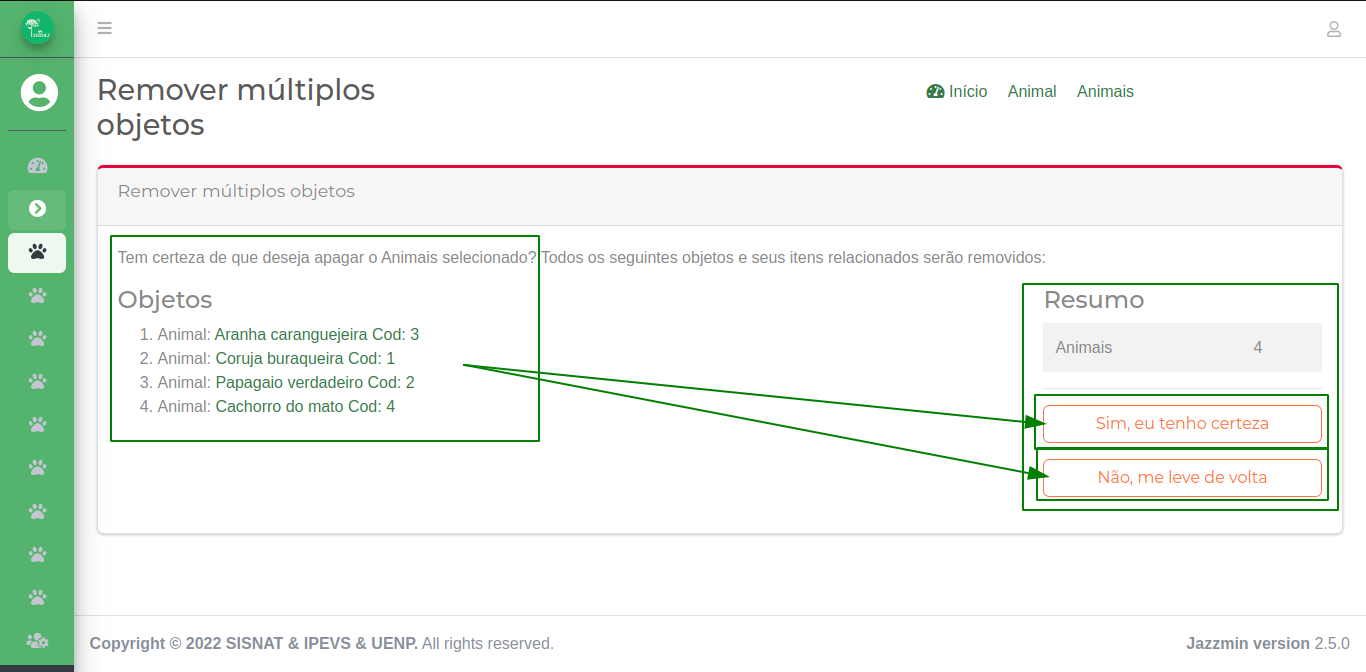 SISNAT
Remover múltiplos
objetos
Início Animal Animais
Remover múltiplos objetos
Tem certeza de que deseja apagar o Animais selecionado? Todos os seguintes objetos e seus itens relacionados serão removidos:
Objetos
1. Animal: Aranha caranguejeira Cod: 3
2. Animal: Coruja buraqueira Cod: 1
3. Animal: Papagaio verdadeiro Cod: 2
4. Animal: Cachorro do mato Cod: 4
Resumo
Animais 4
Sim, eu tenho certeza
Não, me leve de volta
Copyright © 2022 SISNAT & IPEVS & UENP. All rights reserved.
Jazzmin version 2.5.0